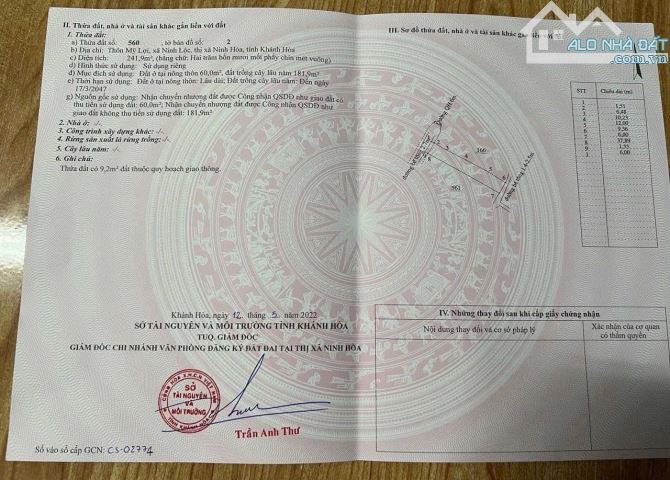 II. Thửa đất, nhà ở và tài sản khác gắn liền với đất
1. Thửa đất:
a) Thửa đất số: 560, tờ bản đồ số: 2
b) Địa chỉ: Thôn Mỹ Lợi, xã Ninh Lộc, thị xã Ninh Hòa, tỉnh Khánh Hòa
c) Diện tích: 241,9m² (bằng chữ: Hai trăm bốn mươi mốt phẩy chín mét vuông)
d) Hình thức sử dụng: Sử dụng riêng
đ) Mục đích sử dụng: Đất ở tại nông thôn 60,0m²; Đất trồng cây lâu năm 181,9m²
e) Thời hạn sử dụng: Đất ở tại nông thôn: Lâu dài; Đất trồng cây lâu năm: Đến ngày
17/3/2047
g) Nguồn gốc sử dụng: Nhận chuyển nhượng đất được Công nhận QSDĐ như giao đất có
thu tiền sử dụng đất: 60,0m²; Nhận chuyển nhượng đất được Công nhận QSDĐ như
giao đất không thu tiền sử dụng đất: 181,9m²
2. Nhà ở: -/-
3. Công trình xây dựng khác: -/-
4. Rừng sản xuất là rừng trồng: -/-
5. Cây lâu năm: -/-
6. Ghi chú:
Thửa đất có 9,2m² đất thuộc quy hoạch giao thông.
Khánh Hòa, ngày 12 tháng 5 năm 2022
SỞ TÀI NGUYÊN VÀ MÔI TRƯỜNG TỈNH KHÁNH HÒA
TUQ. GIÁM ĐỐC
GIÁM ĐỐC CHI NHÁNH VĂN PHÒNG ĐĂNG KÝ ĐẤT ĐAI TẠI THỊ XÃ NINH HÒA
SỞ
TÀI NGUYÊN
VÀ
MÔI TRƯỜNG
Trần Anh Thư
Số vào sổ cấp GCN: CS-02774
III. Sơ đồ thửa đất, nhà ở và tài sản khác gắn liền với đất
ALO NHÀ ĐẤT
.com.vn
STT Chiều dài (m)
1,51
6,48
10,23
12,00
9,36
6,00
37,89
1,35
6,00
Đường QH 6m
366
561
IV. Những thay đổi sau khi cấp giấy chứng nhận
Nội dung thay đổi và cơ sở pháp lý
Xác nhận của cơ quan
có thẩm quyền